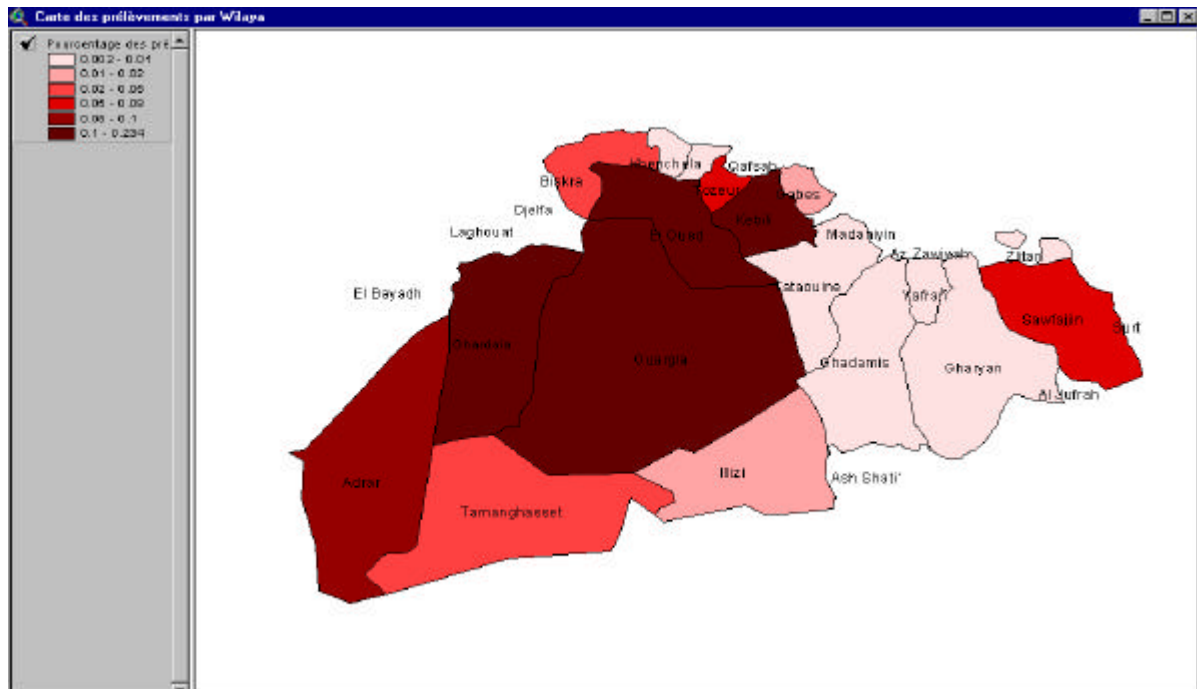 Carte des prélèvements par Wilaya
Pourcentage des pré
0.002 - 0.01
0.01 - 0.02
0.02 - 0.05
0.05 - 0.08
0.08 - 0.1
0.1 - 0.234
Khenchela
Qafsah
Biskra
Tozeur
Gabes
Djelfa
Kebili
Laghouat
El Oued
Madaniyin
Az Zawiyah
Zlitan
El Bayadh
Tataouine
Yafran
Sawfajjin
Surt
Ghardaia
Ouargla
Ghadamis
Gharyan
Al Jufrah
Adrar
Illizi
Ash Shati'
Tamanghasset